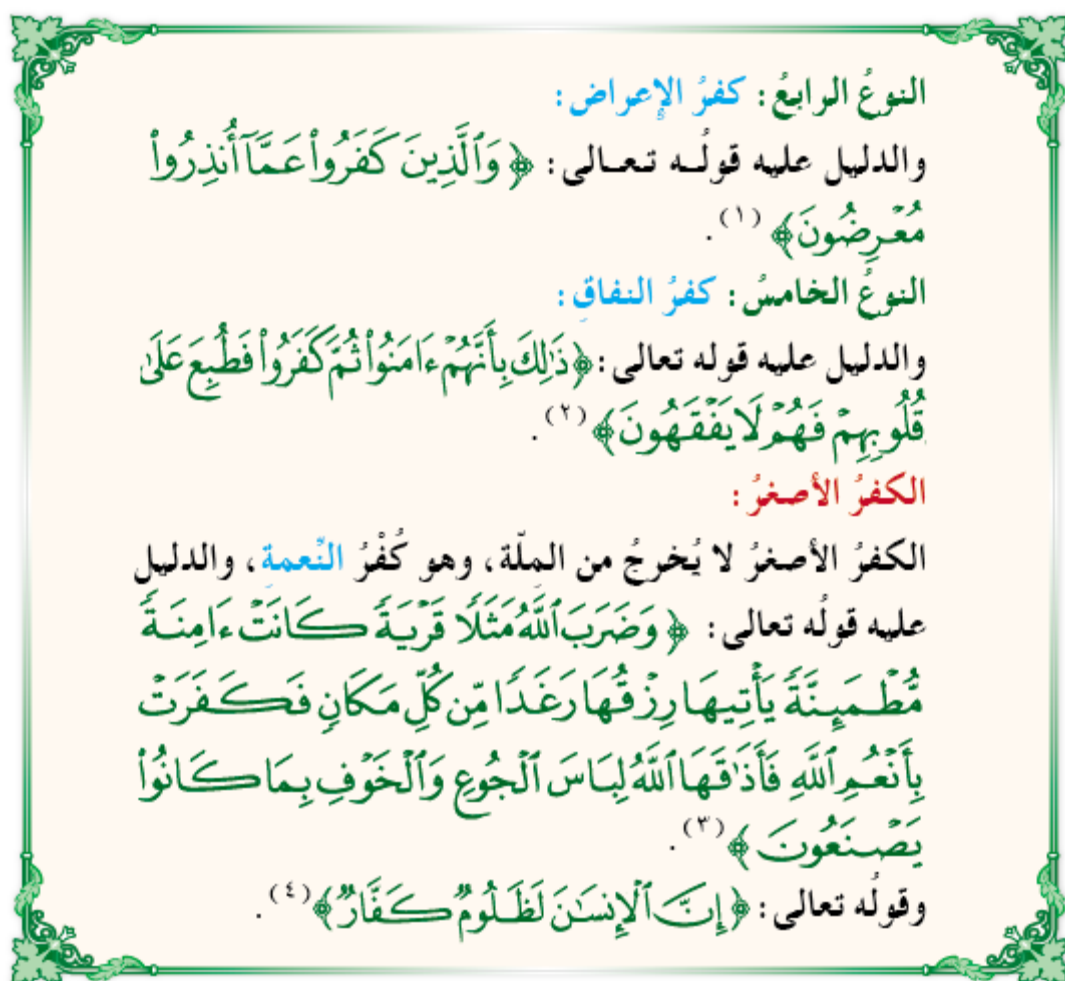 النوعُ الرابعُ: كفرُ الإعراض:
والدليل عليه قولُـه تـعـالى: ﴿وَٱلَّذِينَ كَفَرُواْ عَمَّآ أُنذِرُواْ
مُعۡرِضُونَ﴾ (١).
النوعُ الخامسُ: كفرُ النفاقِ:
والدليل عليه قوله تعالى: ﴿ذَٰلِكَ بِأَنَّهُمۡ ءَامَنُواْ ثُمَّ كَفَرُواْ فَطُبِعَ عَلَىٰ
قُلُوبِهِمۡ فَهُمۡ لَا يَفۡقَهُونَ﴾ (٢).
الكفرُ الأصغرُ:
الكفرُ الأصغرُ لا يُخرجُ من الملّة، وهو كُفْرُ النِّعمةِ، والدليل
عليه قولُه تعالى: ﴿وَضَرَبَ ٱللَّهُ مَثَلٗا قَرۡيَةٗ كَانَتۡ ءَامِنَةٗ
مُّطۡمَئِنَّةٗ يَأۡتِيهَا رِزۡقُهَا رَغَدٗا مِّن كُلِّ مَكَانٖ فَكَفَرَتۡ
بِأَنۡعُمِ ٱللَّهِ فَأَذَٰقَهَا ٱللَّهُ لِبَاسَ ٱلۡجُوعِ وَٱلۡخَوۡفِ بِمَا كَانُواْ
يَصۡنَعُونَ﴾ (٣).
وقولُه تعالى: ﴿إِنَّ ٱلۡإِنسَٰنَ لَظَلُومٞ كَفَّارٞ﴾ (٤).